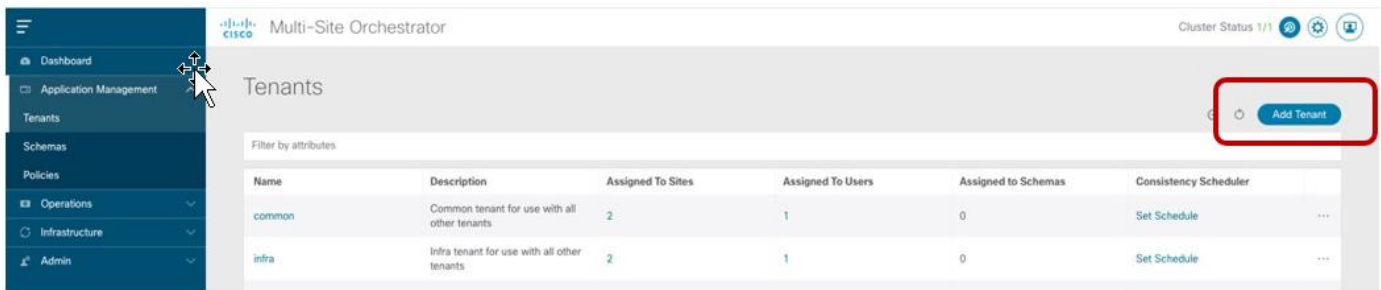 CISCO Multi-Site Orchestrator Cluster Status 1/1
Dashboard
Application Management
Tenants
Schemas
Policies
Operations
Infrastructure
Admin
Tenants
Add Tenant
Filter by attributes
Name Description Assigned To Sites Assigned To Users Assigned to Schemas Consistency Scheduler
common Common tenant for use with all other tenants 2 1 0 Set Schedule ...
infra Infra tenant for use with all other tenants 2 1 0 Set Schedule ...